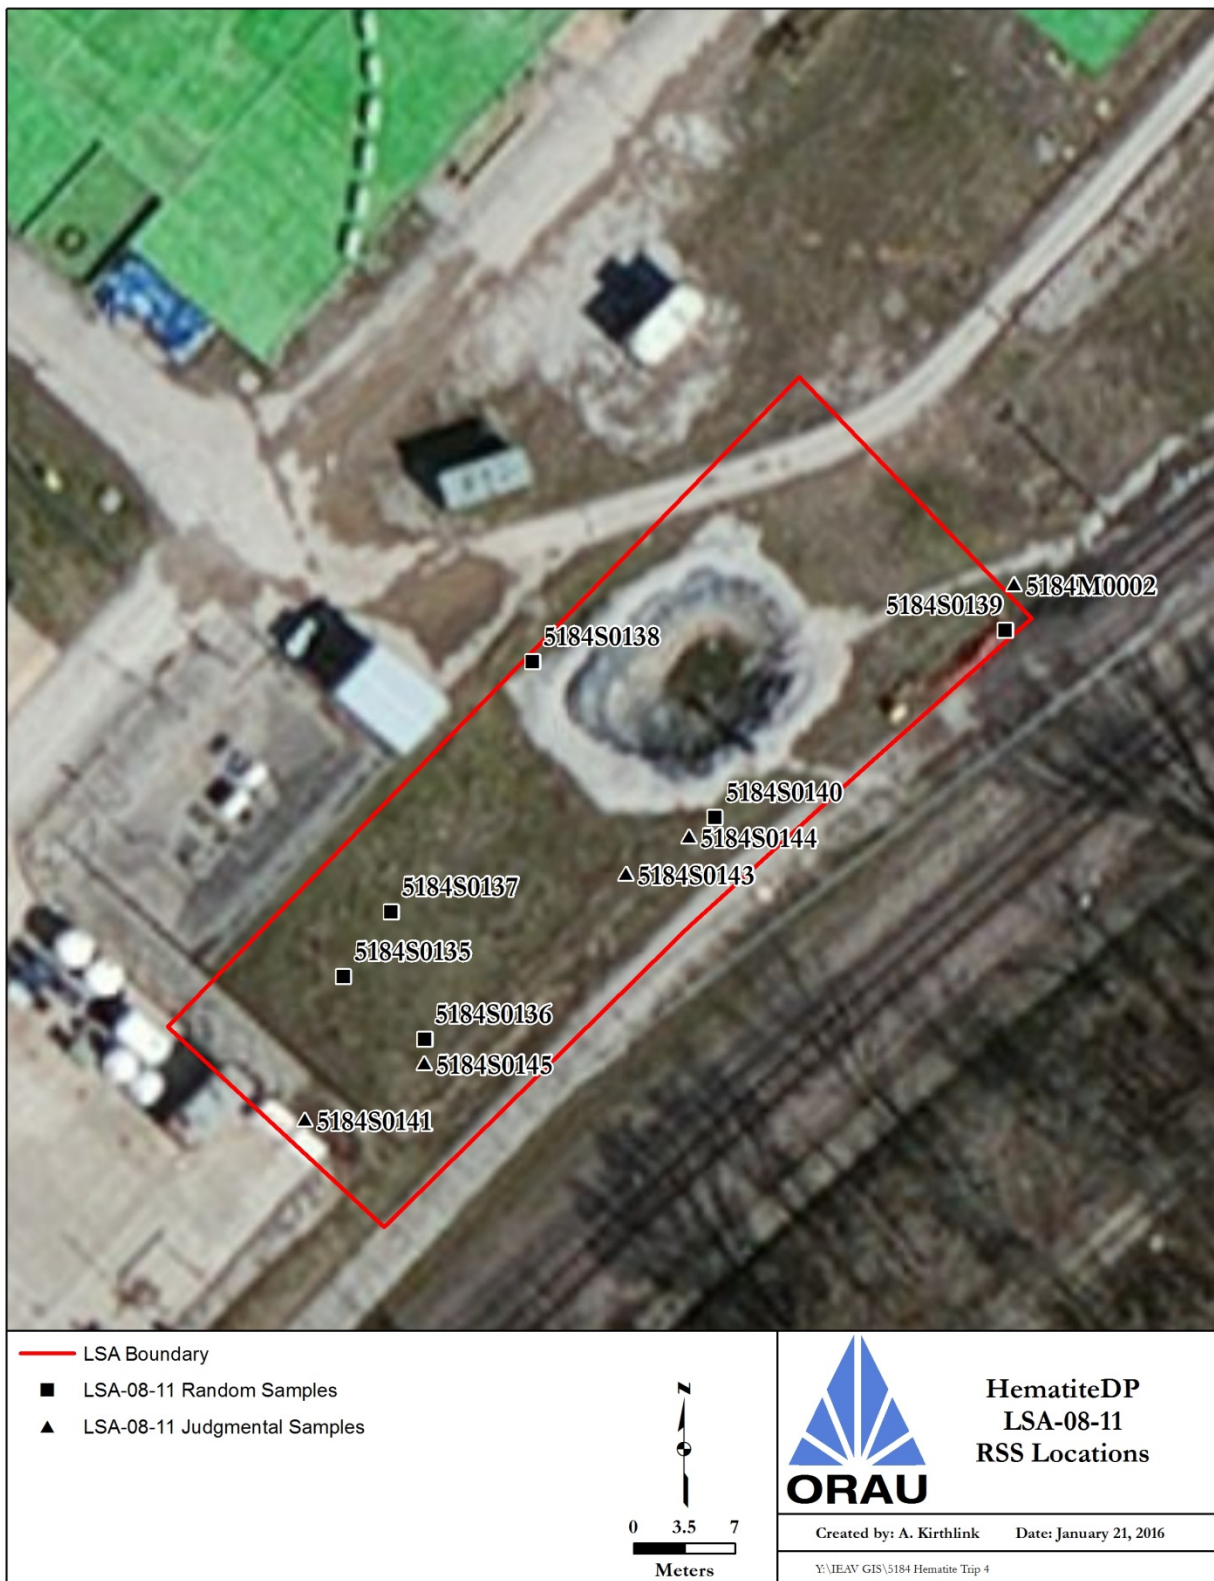 5184M0002
5184S0139
5184S0138
5184S0140
5184S0144
5184S0143
5184S0137
5184S0135
5184S0136
5184S0145
5184S0141
LSA Boundary
LSA-08-11 Random Samples
LSA-08-11 Judgmental Samples
N
0 3.5 7
Meters
ORAU
HematiteDP
LSA-08-11
RSS Locations
Created by: A. Kirthlink Date: January 21, 2016
Y:\IEAV GIS\5184 Hematite Trip 4